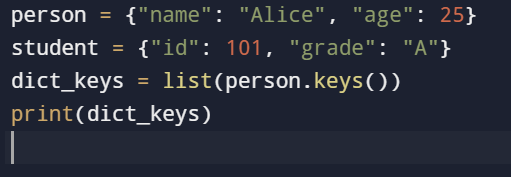 person = {"name": "Alice", "age": 25}
student = {"id": 101, "grade": "A"}
dict_keys = list(person.keys())
print(dict_keys)